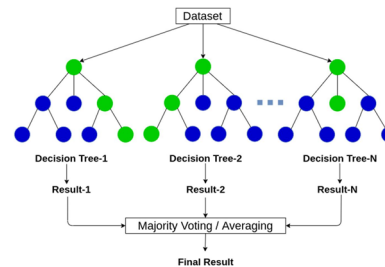 Dataset
Decision Tree-1
Decision Tree-2
Decision Tree-N
Result-1
Result-2
Result-N
Majority Voting / Averaging
Final Result